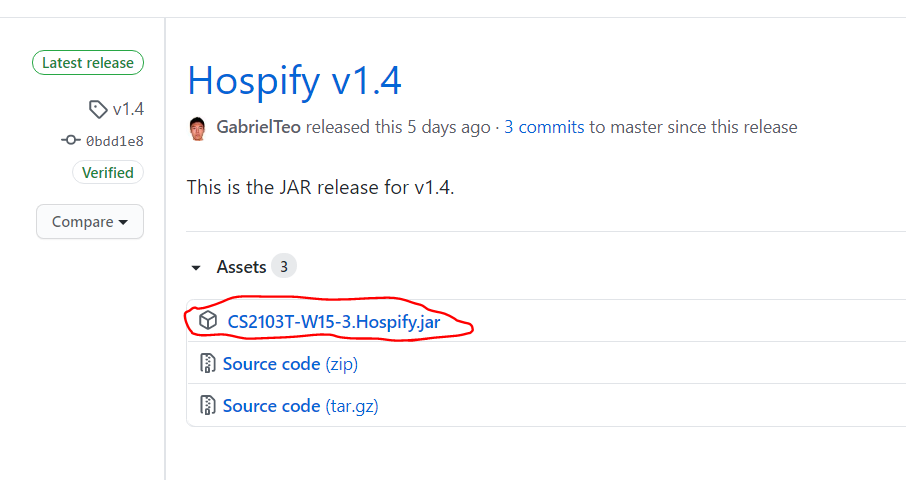 Latest release
v1.4
0bdd1e8
Verified
Compare
Hospify v1.4
GabrielTeo released this 5 days ago · 3 commits to master since this release
This is the JAR release for v1.4.
Assets 3
CS2103T-W15-3.Hospify.jar
Source code (zip)
Source code (tar.gz)